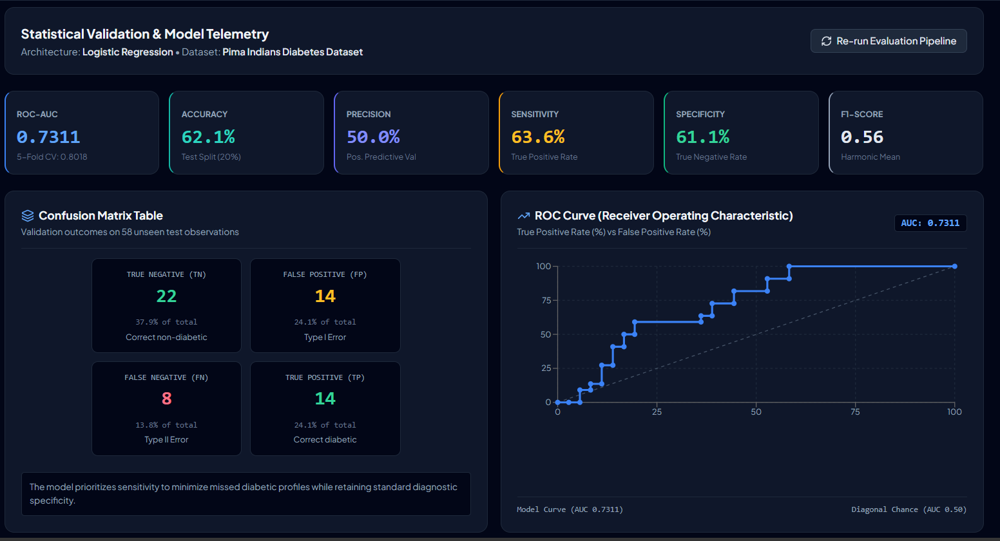 Statistical Validation & Model Telemetry
Architecture: Logistic Regression • Dataset: Pima Indians Diabetes Dataset
Re-run Evaluation Pipeline
ROC-AUC
0.7311
5-Fold CV: 0.8018
ACCURACY
62.1%
Test Split (20%)
PRECISION
50.0%
Pos. Predictive Val
SENSITIVITY
63.6%
True Positive Rate
SPECIFICITY
61.1%
True Negative Rate
F1-SCORE
0.56
Harmonic Mean
Confusion Matrix Table
Validation outcomes on 58 unseen test observations
TRUE NEGATIVE (TN)
22
37.9% of total
Correct non-diabetic
FALSE POSITIVE (FP)
14
24.1% of total
Type I Error
FALSE NEGATIVE (FN)
8
13.8% of total
Type II Error
TRUE POSITIVE (TP)
14
24.1% of total
Correct diabetic
The model prioritizes sensitivity to minimize missed diabetic profiles while retaining standard diagnostic
specificity.
ROC Curve (Receiver Operating Characteristic)
True Positive Rate (%) vs False Positive Rate (%)
AUC: 0.7311
100
75
50
25
0
0 25 50 75 100
Model Curve (AUC 0.7311)
Diagonal Chance (AUC 0.50)